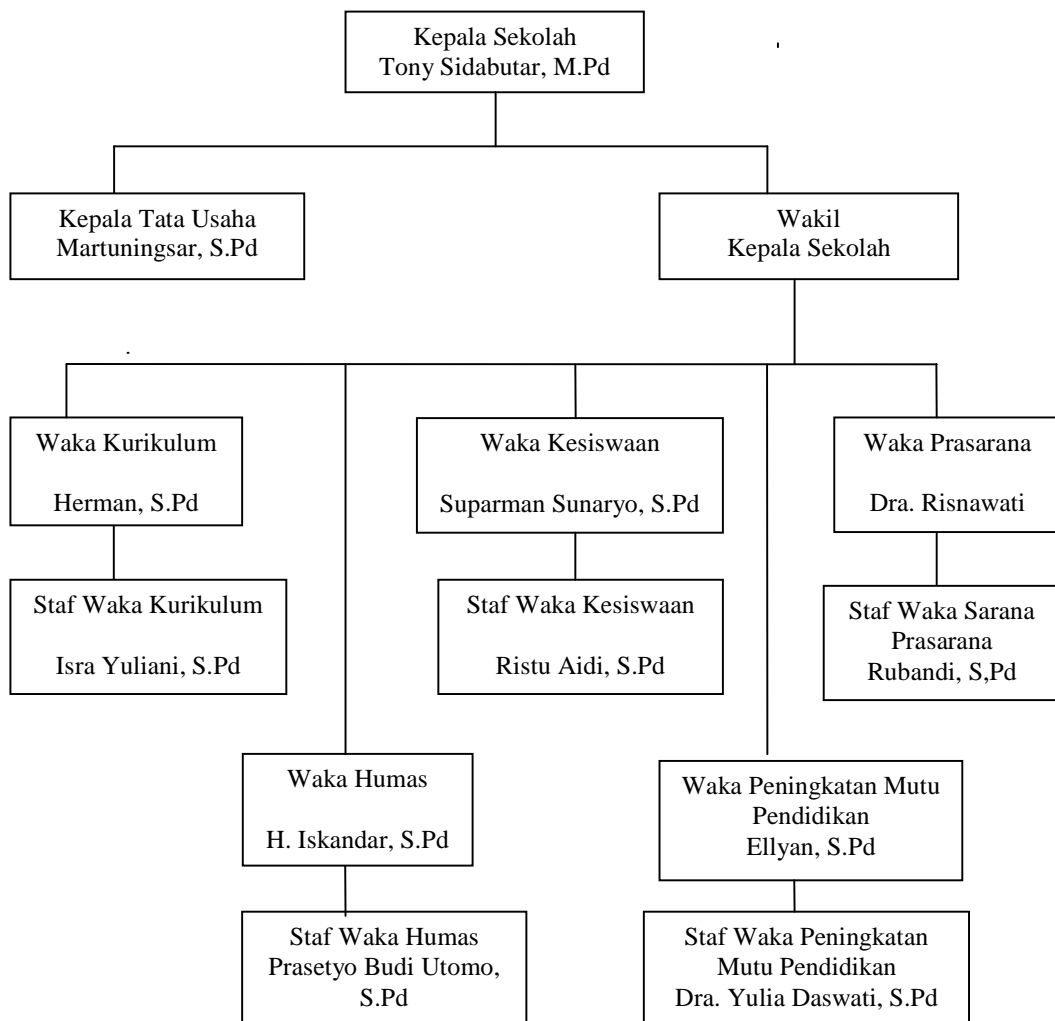 Kepala Sekolah
Tony Sidabutar, M.Pd
Kepala Tata Usaha
Martuningsar, S.Pd
Wakil
Kepala Sekolah
Waka Kurikulum
Herman, S.Pd
Waka Kesiswaan
Suparman Sunaryo, S.Pd
Waka Prasarana
Dra. Risnawati
Staf Waka Kurikulum
Isra Yuliani, S.Pd
Staf Waka Kesiswaan
Ristu Aidi, S.Pd
Staf Waka Sarana
Prasarana
Rubandi, S,Pd
Waka Humas
H. Iskandar, S.Pd
Waka Peningkatan Mutu
Pendidikan
Ellyan, S.Pd
Staf Waka Humas
Prasetyo Budi Utomo,
S.Pd
Staf Waka Peningkatan
Mutu Pendidikan
Dra. Yulia Daswati, S.Pd